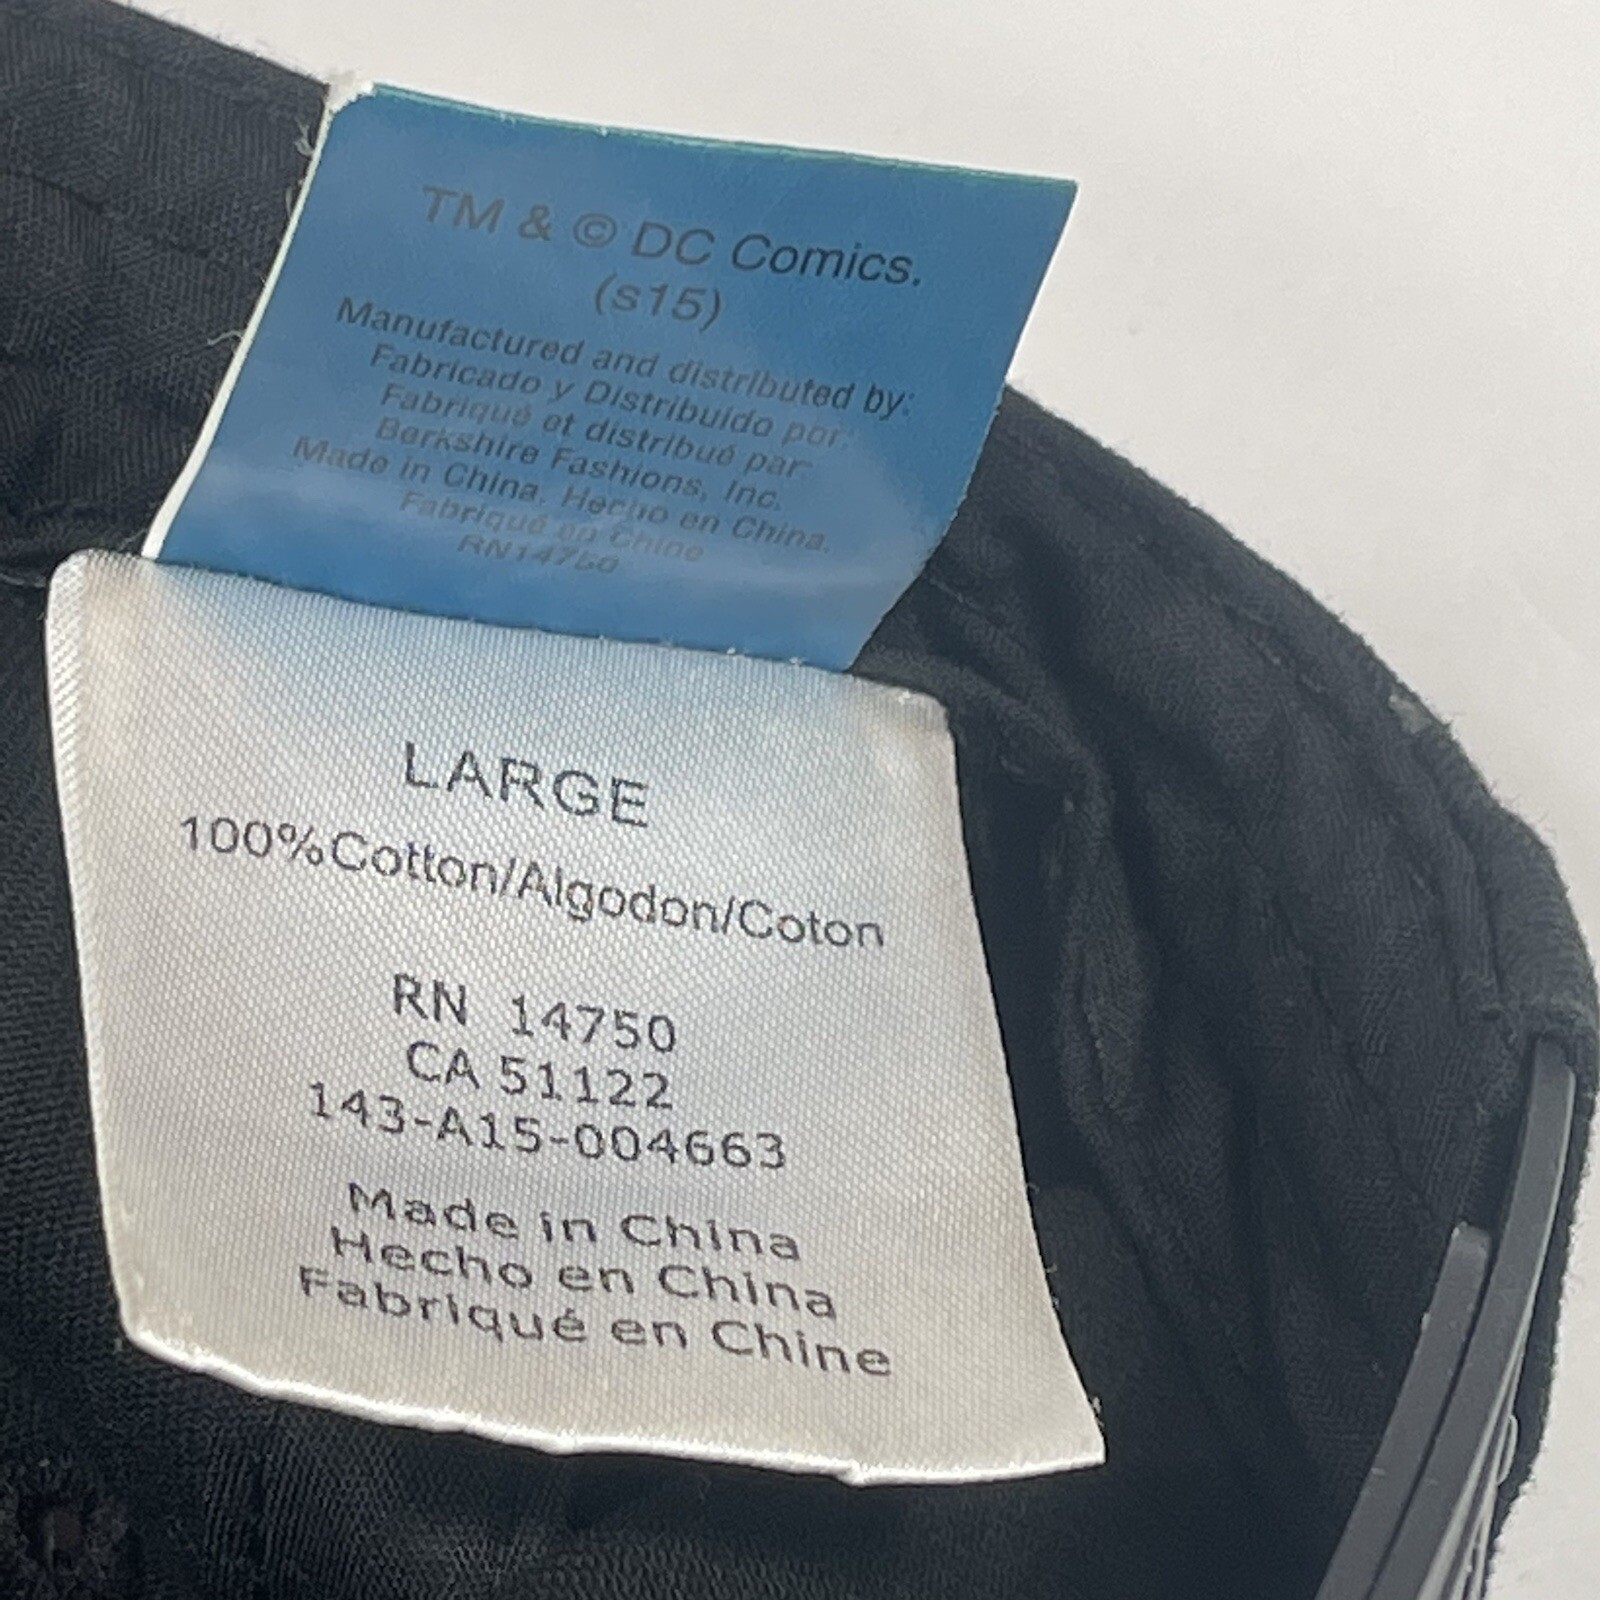 TM & © DC Comics.
(s15)
Manufactured and distributed by:
Fabricado y Distribuido por:
Fabriqué et distribué par:
Berkshire Fashions, Inc.
Made in China. Hecho en China.
Fabriqué en Chine
RN14750
LARGE
100%Cotton/Algodon/Coton
RN 14750
CA 51122
143-A15-004663
Made in China
Hecho en China
Fabriqué en Chine